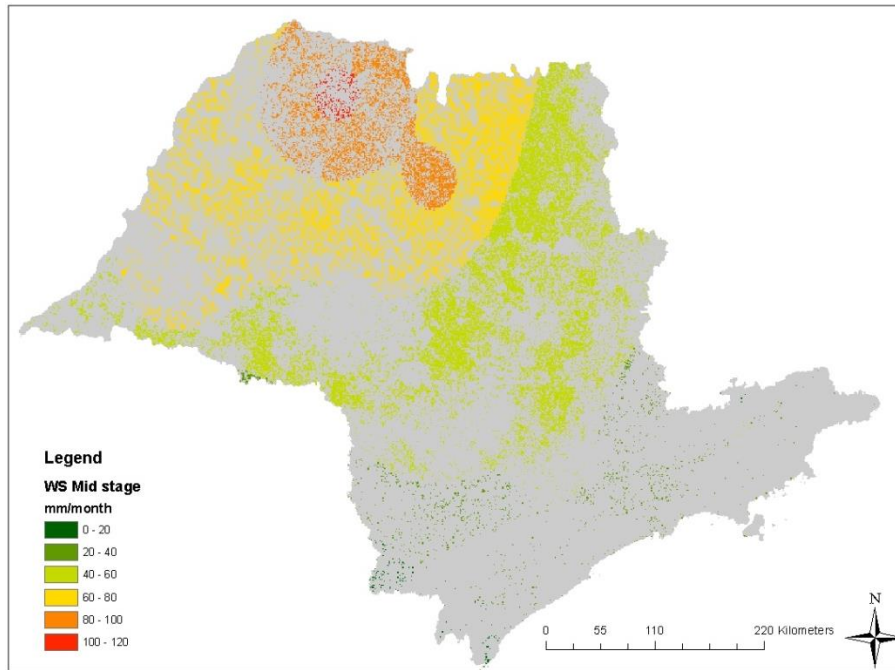 Legend
WS Mid stage
mm/month
0 - 20
20 - 40
40 - 60
60 - 80
80 - 100
100 - 120
N
0 55 110 220 Kilometers